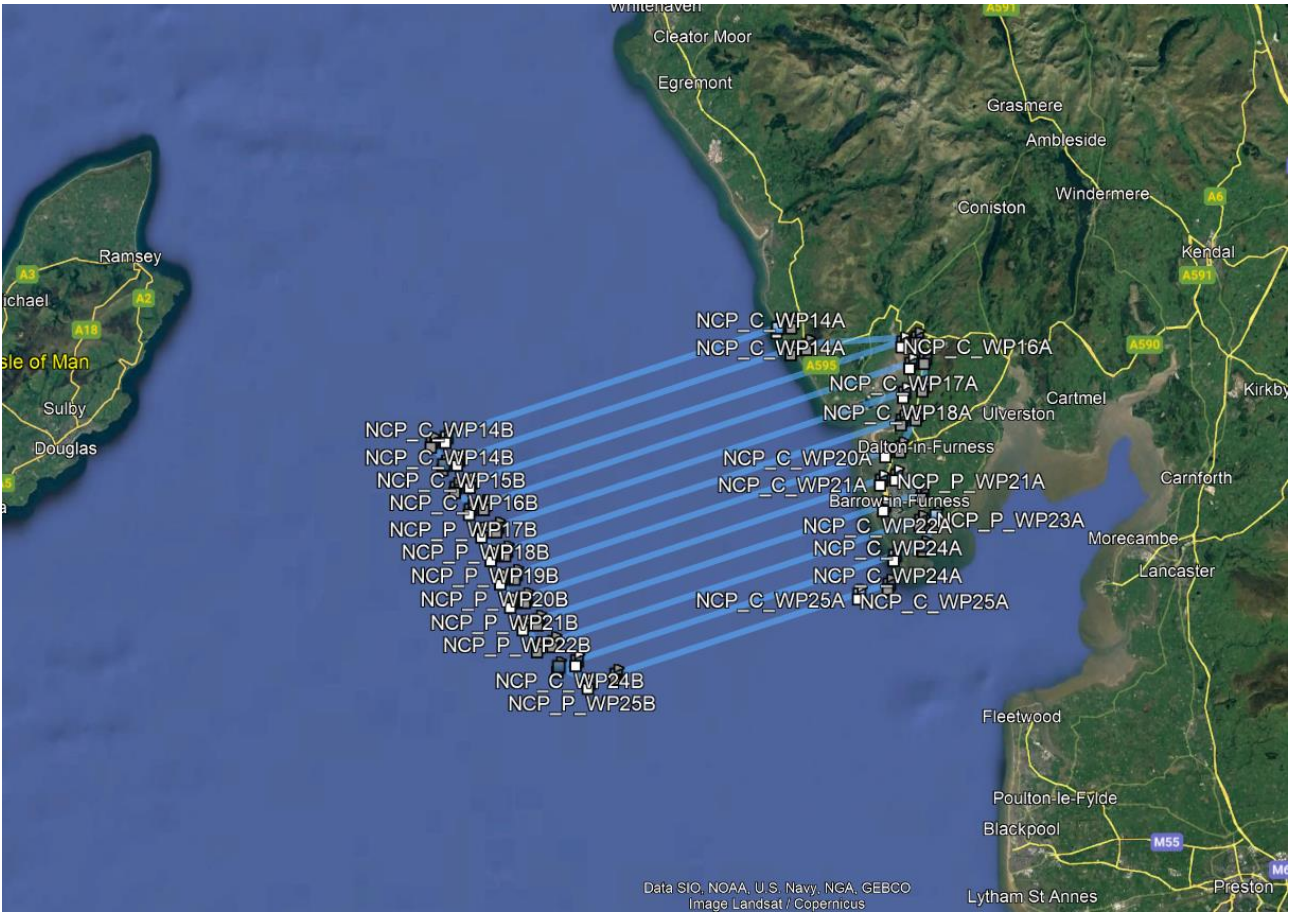 Whitehaven
A591
Cleator Moor
Egremont
Grasmere
Ambleside
Windermere
A6
Coniston
Kendal
Ramsey
A3
A591
ichael
A2
A18
NCP_C_WP14A
A590
NCP_C_WP14A
NCP_C_WP16A
sle of Man
A595
NCP_C_WP17A
Kirkby
Cartmel
Sulby
NCP_C_WP18A
Ulverston
NCP_C_WP14B
Douglas
Dalton-in-Furness
NCP_C_WP14B
NCP_C_WP20A
NCP_C_WP15B
Carnforth
A5
NCP_C_WP21A
NCP_P_WP21A
NCP_C_WP16B
Barrow-in-Furness
a
NCP_P_WP17B
NCP_C_WP22A
NCP_P_WP23A
Morecambe
NCP_P_WP18B
NCP_C_WP24A
Lancaster
NCP_P_WP19B
NCP_C_WP24A
NCP_P_WP20B
NCP_C_WP25A
NCP_C_WP25A
NCP_P_WP21B
NCP_P_WP22B
NCP_C_WP24B
NCP_P_WP25B
Fleetwood
Poulton-le-Fylde
Blackpool
M55
M6
Data SIO, NOAA, U.S. Navy, NGA, GEBCO
Image Landsat / Copernicus
Preston
Lytham St Annes